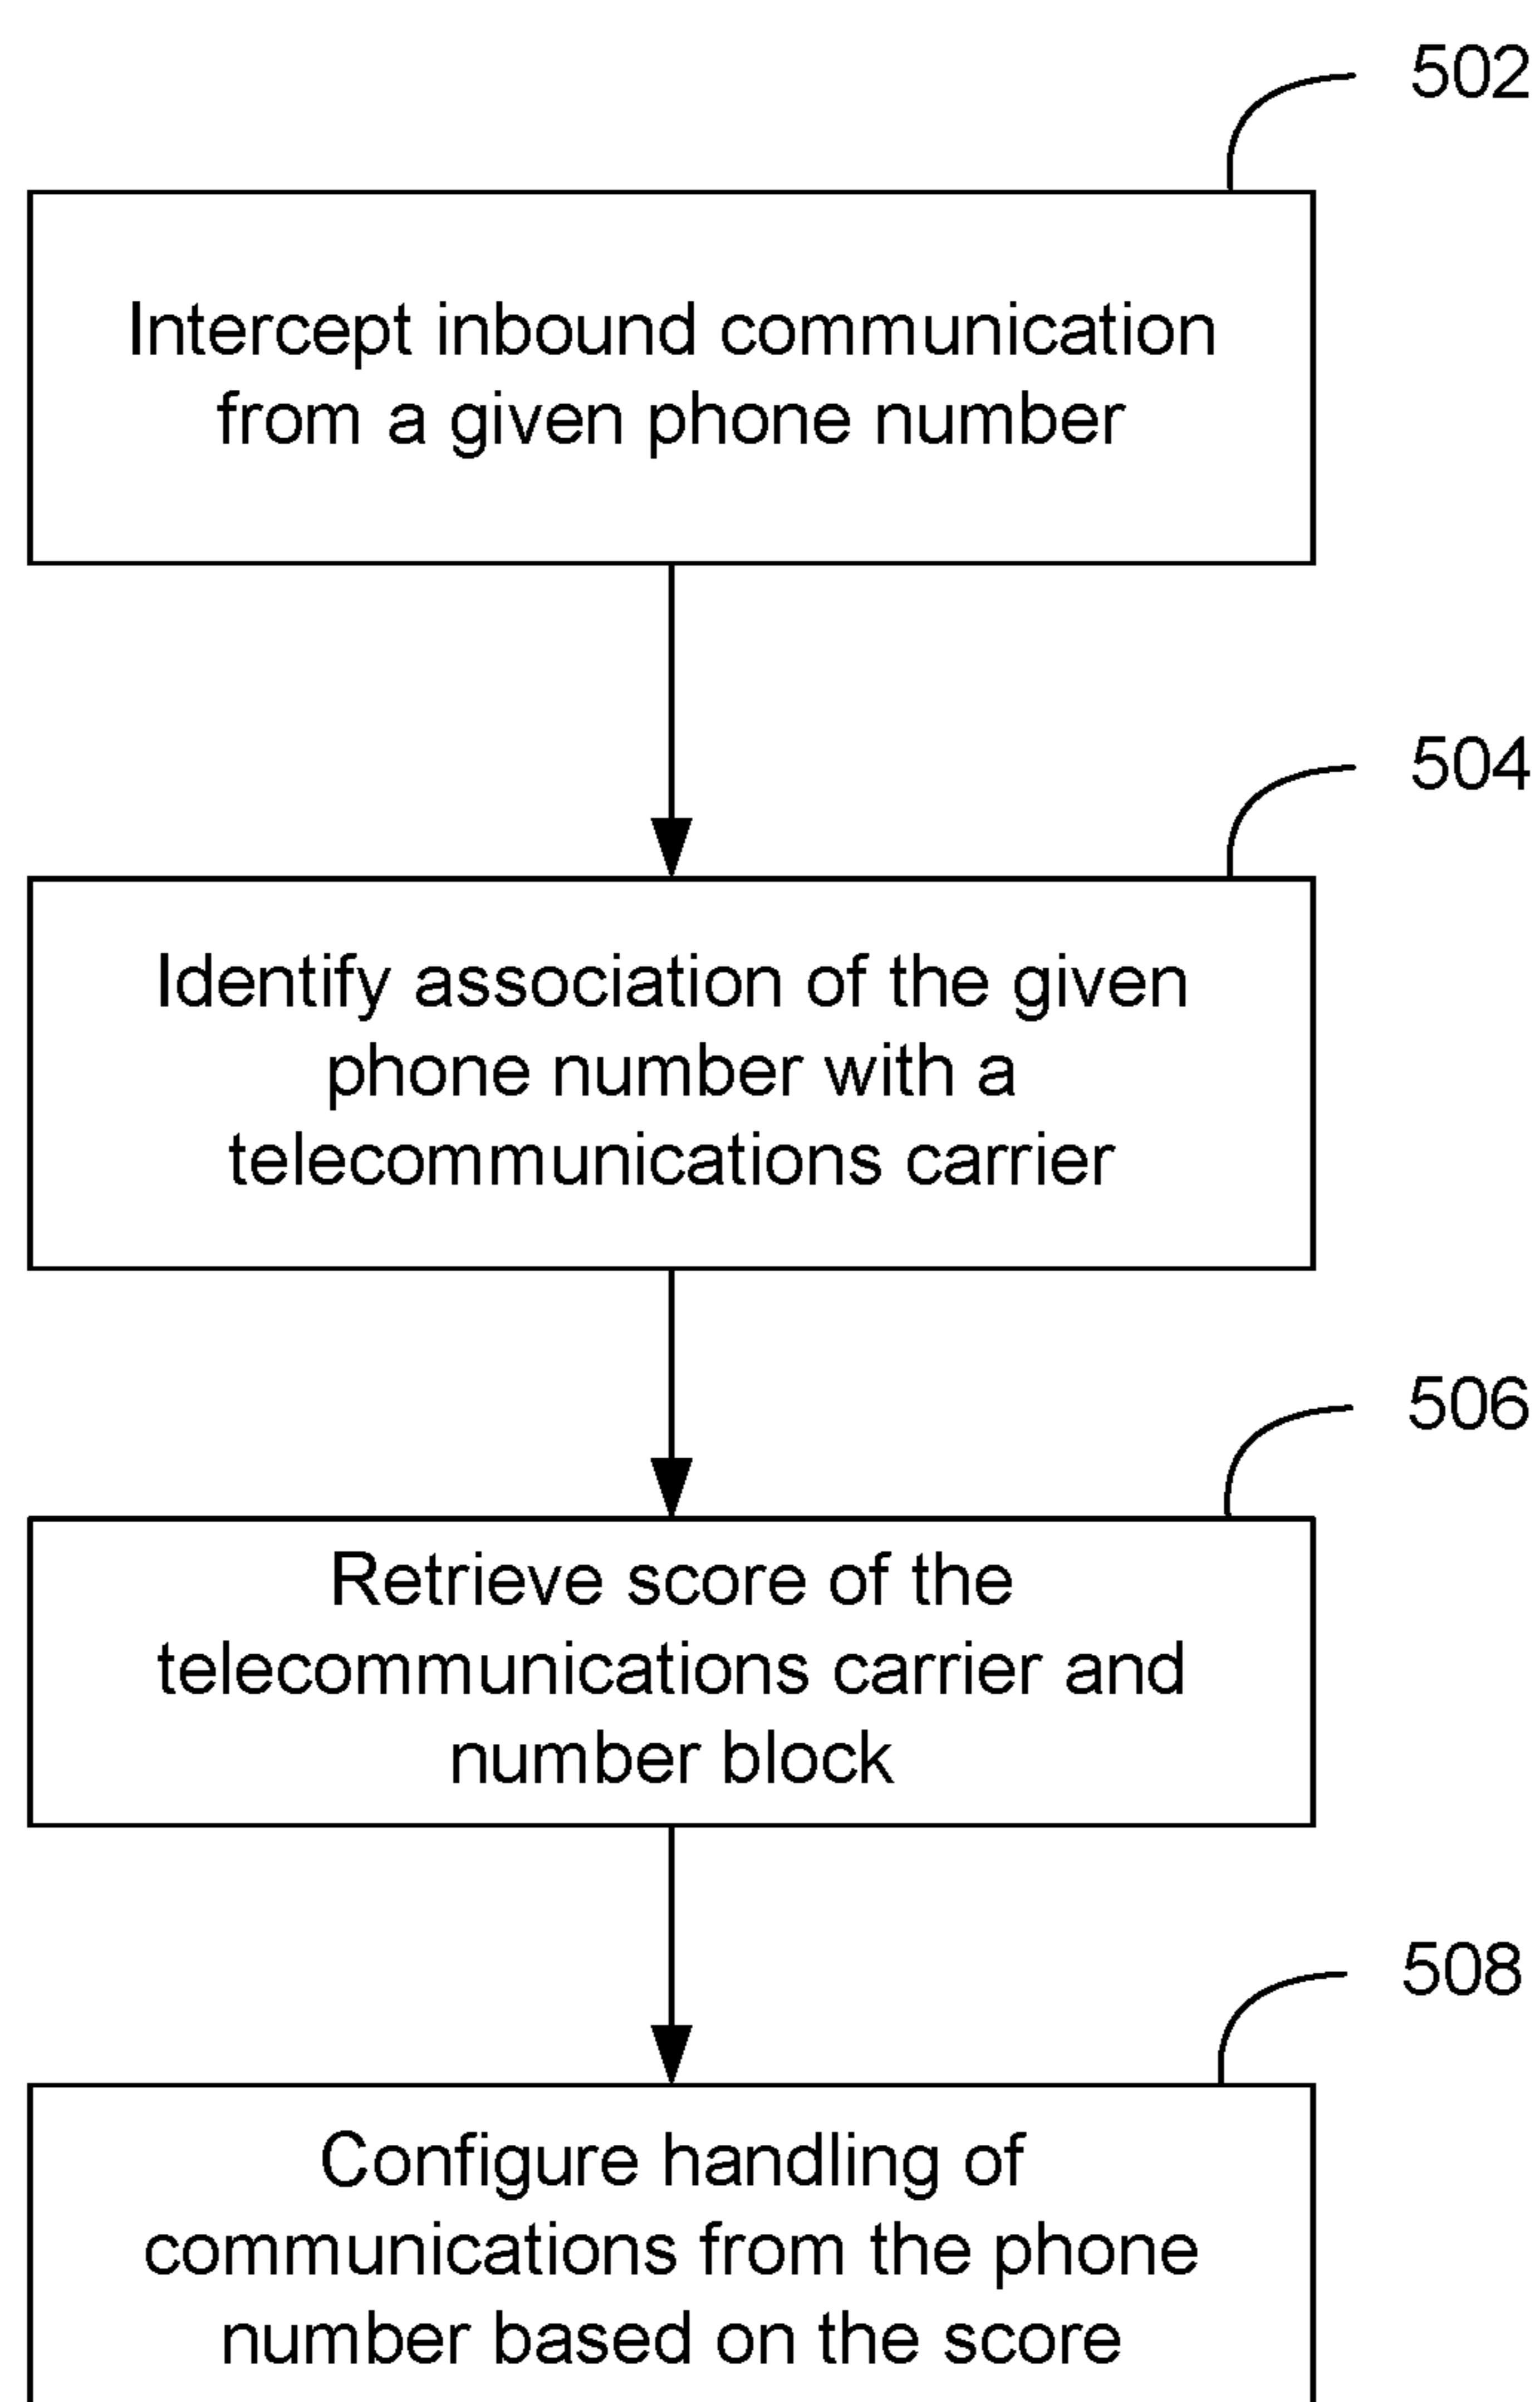 502
Intercept inbound communication
from a given phone number
504
Identify association of the given
phone number with a
telecommunications carrier
506
Retrieve score of the
telecommunications carrier and
number block
508
Configure handling of
communications from the phone
number based on the score